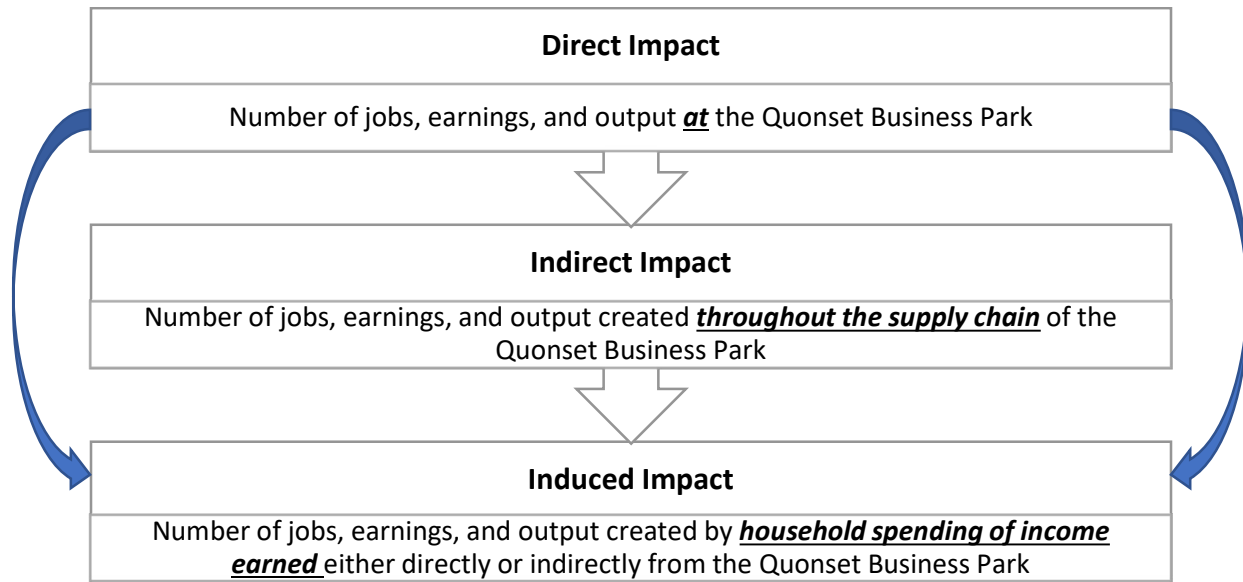 Direct Impact
Number of jobs, earnings, and output at the Quonset Business Park
Indirect Impact
Number of jobs, earnings, and output created throughout the supply chain of the
Quonset Business Park
Induced Impact
Number of jobs, earnings, and output created by household spending of income
earned either directly or indirectly from the Quonset Business Park